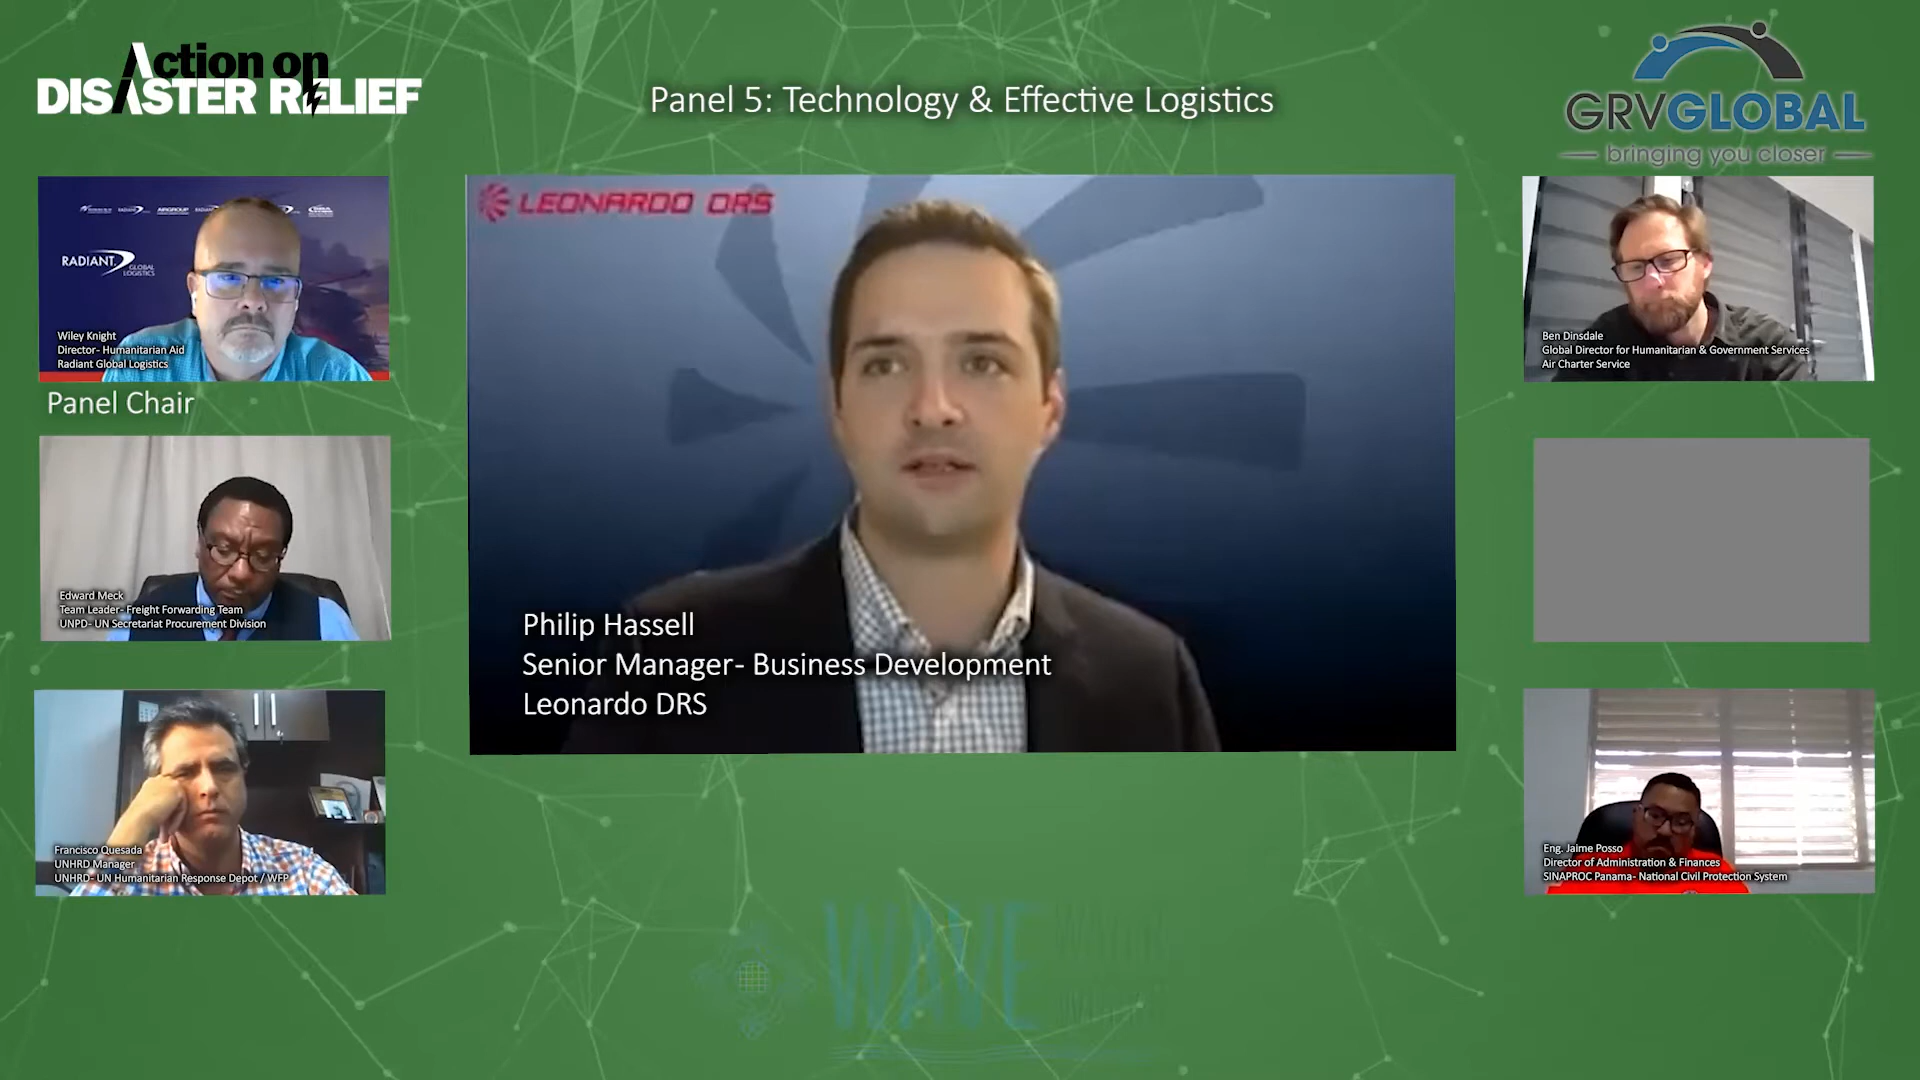 Action on
DISASTER RELIEF
Panel 5: Technology & Effective Logistics
GRVGLOBAL
bringing you closer
RADIANT
GLOBAL
LOGISTICS
Wiley Knight
Director- Humanitarian Aid
Radiant Global Logistics
Panel Chair
LEONARDO DRS
Philip Hassell
Senior Manager- Business Development
Leonardo DRS
Ben Dinsdale
Global Director for Humanitarian & Government Services
Air Charter Service
Edward Meck
Team Leader- Freight Forwarding Team
UNPD- UN Secretariat Procurement Division
Francisco Quesada
UNHRD Manager
UNHRD- UN Humanitarian Response Depot / WFP
Eng. Jaime Posso
Director of Administration & Finances
SINAPROC Panama- National Civil Protection System
WAVE